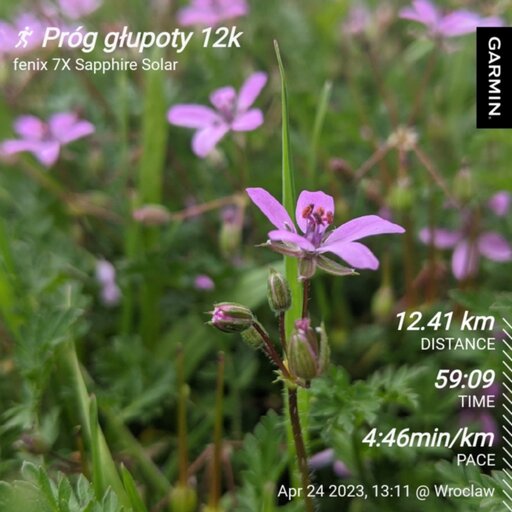 Próg głupoty 12k
fenix 7X Sapphire Solar
GARMIN.
12.41 km
DISTANCE
59:09
TIME
4:46min/km
PACE
Apr 24 2023, 13:11 @ Wroclaw